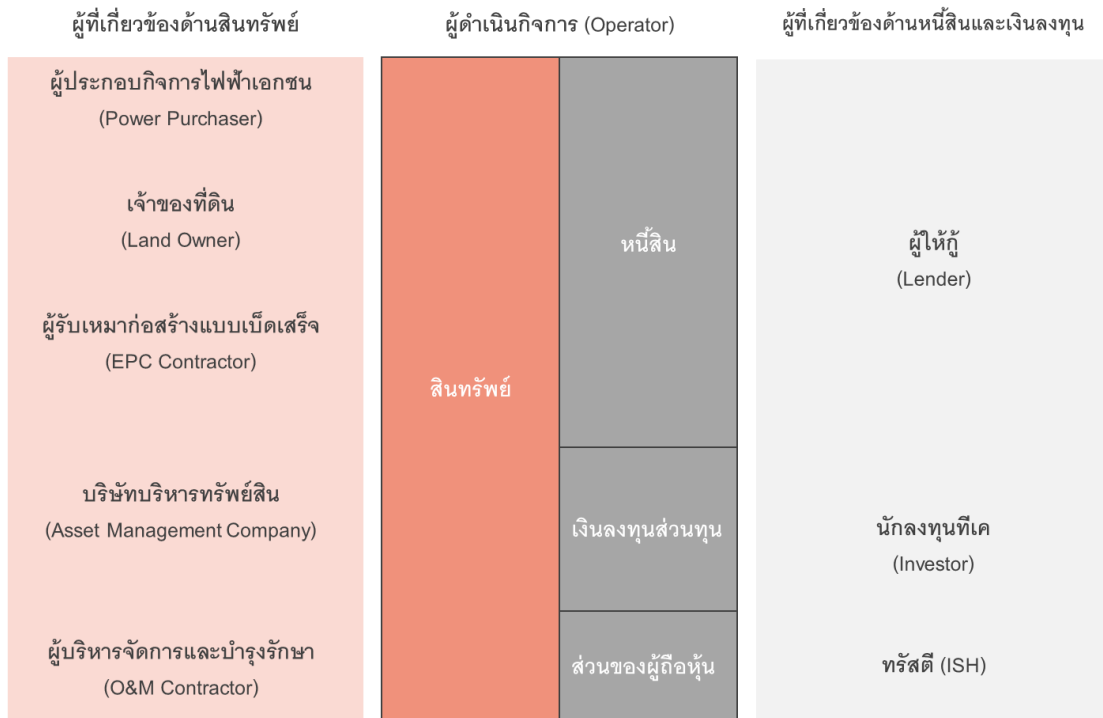 ผู้ที่เกี่ยวข้องด้านสินทรัพย์
ผู้ประกอบกิจการไฟฟ้าเอกชน
(Power Purchaser)
เจ้าของที่ดิน
(Land Owner)
ผู้รับเหมาก่อสร้างแบบเบ็ดเสร็จ
(EPC Contractor)
บริษัทบริหารทรัพย์สิน
(Asset Management Company)
ผู้บริหารจัดการและบำรุงรักษา
(O&M Contractor)
ผู้ดำเนินกิจการ (Operator)
สินทรัพย์
หนี้สิน
เงินลงทุนส่วนทุน
ส่วนของผู้ถือหุ้น
ผู้ที่เกี่ยวข้องด้านหนี้สินและเงินลงทุน
ผู้ให้กู้
(Lender)
นักลงทุนทีเค
(Investor)
ทรัสตี (ISH)